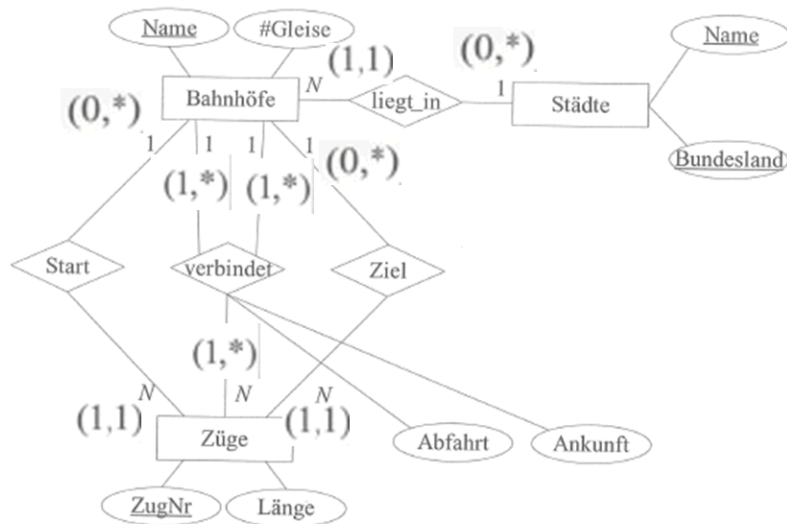 Name #Gleise Name
(1,1) (0,*)
N 1
Bahnhöfe liegt_in Städte
(0,*)
1 1 1 1 (0,*)
Bundesland
(1,*) (1,*)
Start verbindet Ziel
(1,*)
N N N
(1,1) Züge (1,1) Abfahrt Ankunft
ZugNr Länge